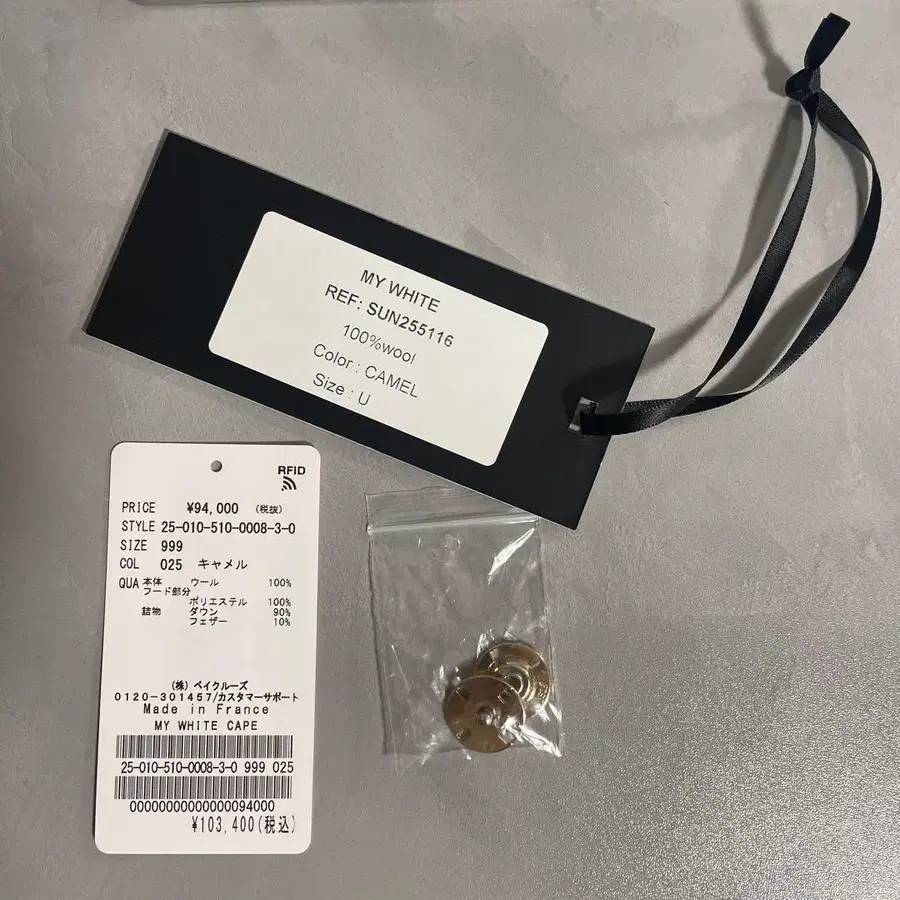 MY WHITE
REF: SUN255116
100%wool
Color : CAMEL
Size : U
RFID
PRICE ¥94,000 (税抜)
STYLE 25-010-510-0008-3-0
SIZE 999
COL 025 キャメル
QUA 本体 ウール 100%
フード部分
ポリエステル 100%
詰物 ダウン 90%
フェザー 10%
(株) ベイクルーズ
0120-301457/カスタマーサポート
Made in France
MY WHITE CAPE
25-010-510-0008-3-0 999 025
00000000000000094000
¥103,400(税込)